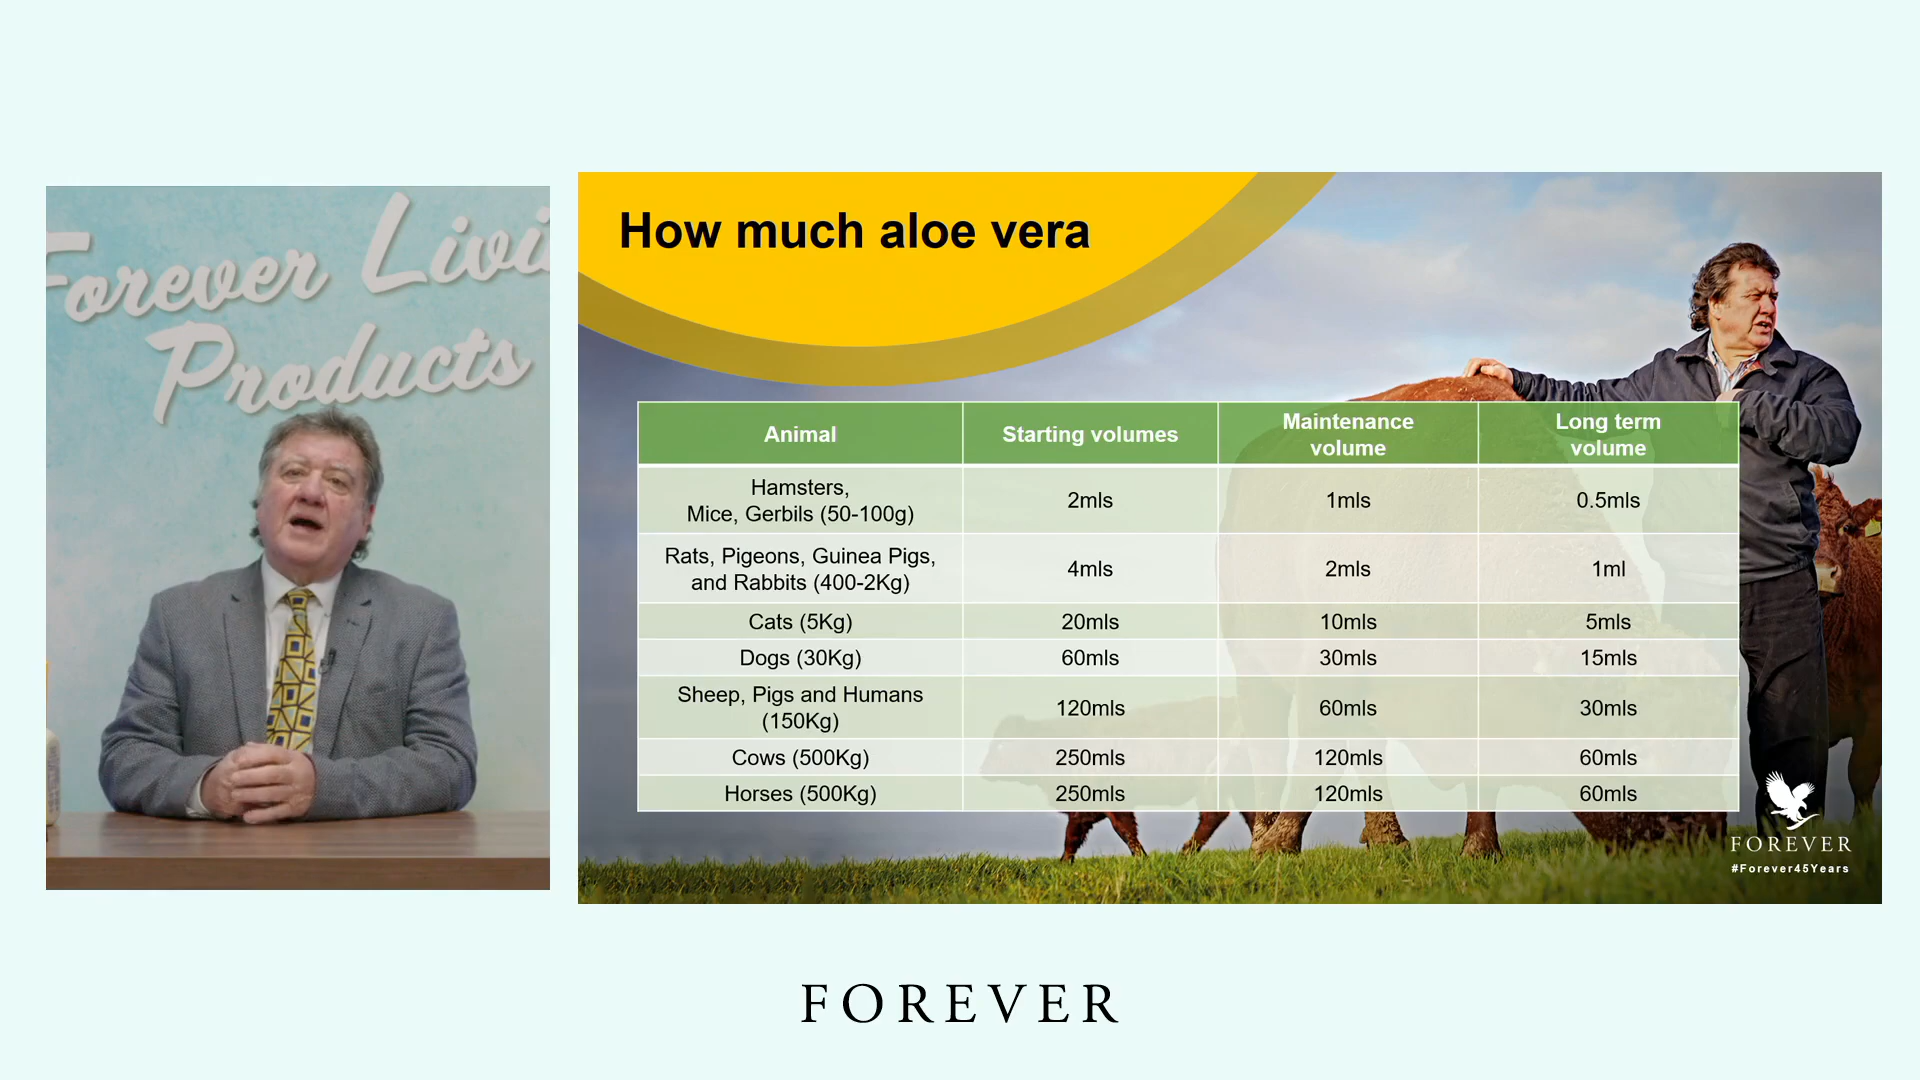 Forever Livi
Products
How much aloe vera
Animal
Starting volumes
Maintenance
volume
Long term
volume
Hamsters,
Mice, Gerbils (50-100g)
2mls
1mls
0.5mls
Rats, Pigeons, Guinea Pigs,
and Rabbits (400-2Kg)
4mls
2mls
1ml
Cats (5Kg)
20mls
10mls
5mls
Dogs (30Kg)
60mls
30mls
15mls
Sheep, Pigs and Humans
(150Kg)
120mls
60mls
30mls
Cows (500Kg)
250mls
120mls
60mls
Horses (500Kg)
250mls
120mls
60mls
FOREVER
#Forever45Years
FOREVER